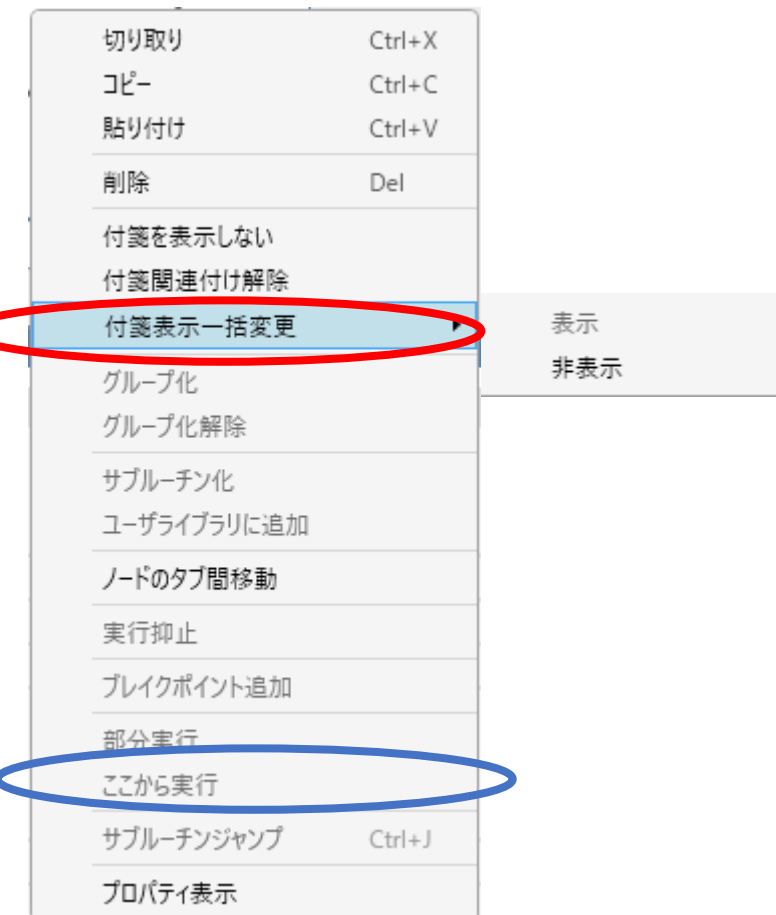 切り取り Ctrl+X
コピー Ctrl+C
貼り付け Ctrl+V
削除 Del
付箋を表示しない
付箋関連付け解除
付箋表示一括変更
表示
非表示
グループ化
グループ化解除
サブルーチン化
ユーザライブラリに追加
ノードのタブ間移動
実行抑止
ブレイクポイント追加
部分実行
ここから実行
サブルーチンジャンプ Ctrl+J
プロパティ表示